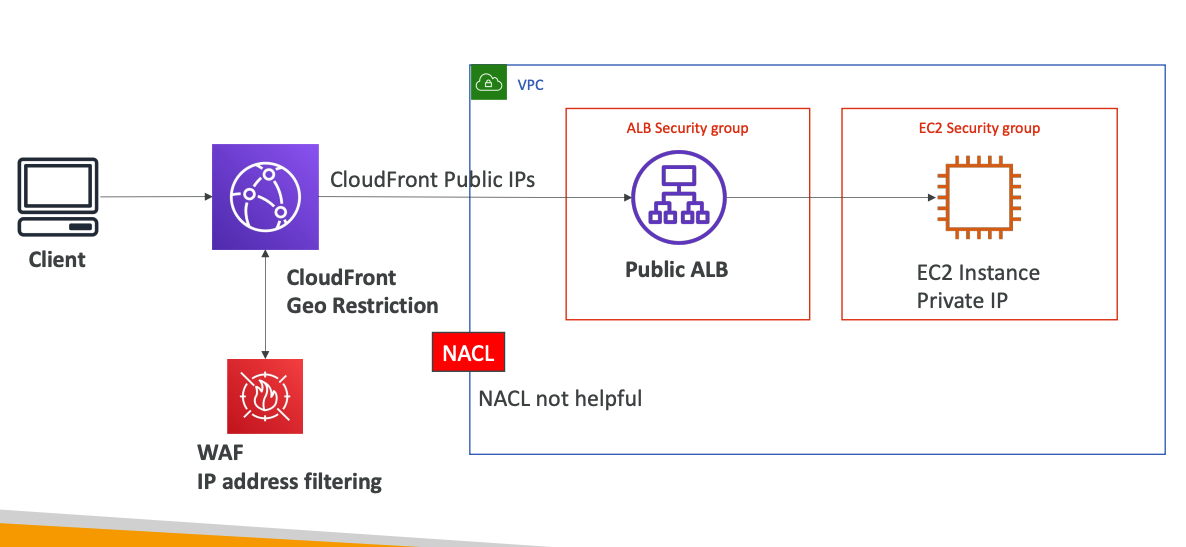 VPC
ALB Security group
EC2 Security group
CloudFront Public IPs
Client
Public ALB
EC2 Instance
Private IP
CloudFront
Geo Restriction
NACL
NACL not helpful
WAF
IP address filtering